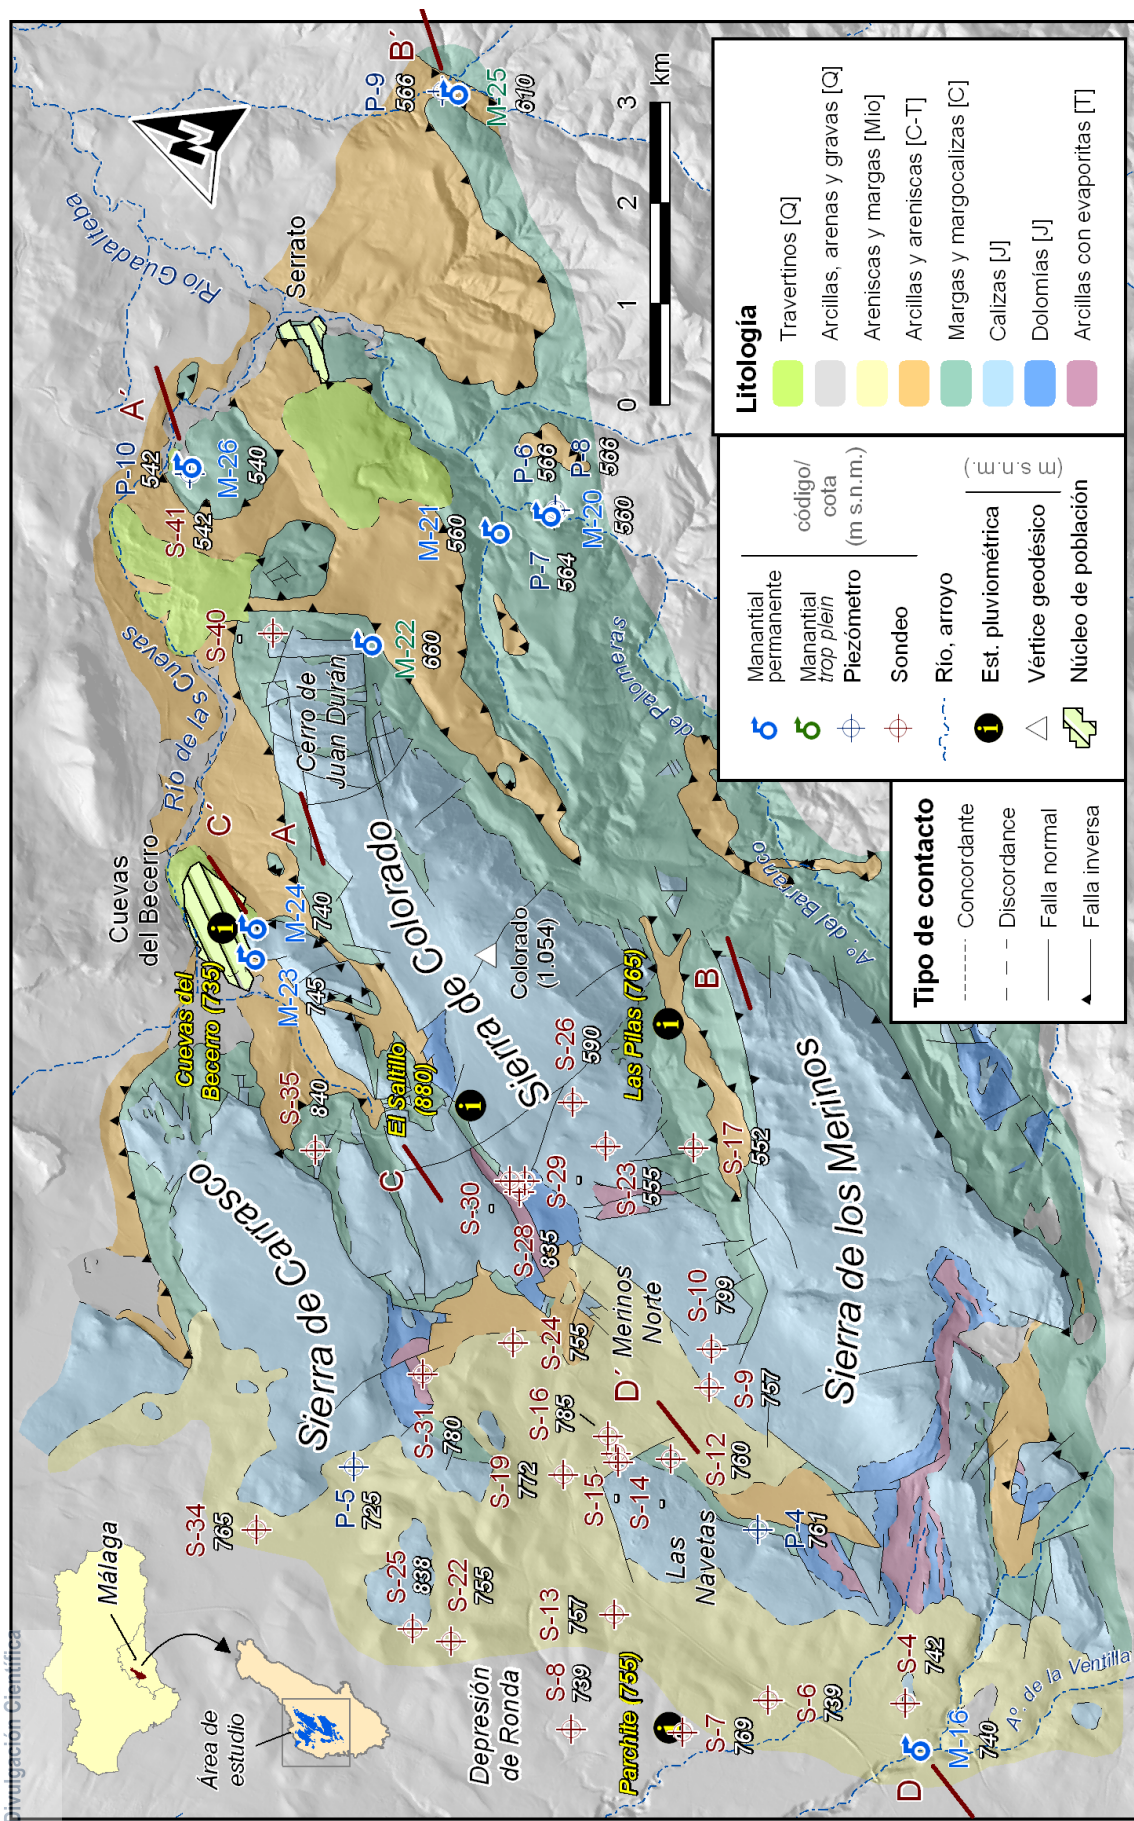 Divulgación Científica
Málaga
Área de
estudio
Depresión
de Ronda
Sierra de Carrasco
Sierra de Colorado
Sierra de los Merinos
Cerro de
Juan Durán
Colorado
(1.054)
Merinos
Norte
Las
Navetas
Cuevas
del Becerro
Serrato
Río de las Cuevas
Río Guadalteba
Aº. del Barranco
de Palomeras
Aº. de la Ventilla
Cuevas del
Becerro (735)
El Saltillo
(880)
Las Pilas (765)
Parchite (755)
A
A´
B
B´
C
C´
D
D´
S-34
765
P-5
725
S-25
838
S-22
755
S-13
757
S-8
739
S-7
769
S-6
739
S-4
742
M-16
740
P-4
761
S-12
760
S-14
S-15
S-16
785
S-19
772
S-31
780
S-24
755
S-9
757
S-10
799
S-17
552
S-23
555
S-26
590
S-28
835
S-29
S-30
S-35
840
M-23
745
M-24
740
S-40
S-41
542
P-10
542
M-26
540
M-22
660
M-21
560
P-7
564
M-20
560
P-6
566
P-8
566
P-9
566
M-25
610
N
0
1
2
3
km
Tipo de contacto
Concordante
Discordance
Falla normal
Falla inversa
Manantial
permanente
Manantial
trop plein
Piezómetro
Sondeo
código/
cota
(m s.n.m.)
Río, arroyo
Est. pluviométrica
Vértice geodésico
(m s.n.m.)
Núcleo de población
Litología
Travertinos [Q]
Arcillas, arenas y gravas [Q]
Areniscas y margas [Mio]
Arcillas y areniscas [C-T]
Margas y margocalizas [C]
Calizas [J]
Dolomías [J]
Arcillas con evaporitas [T]